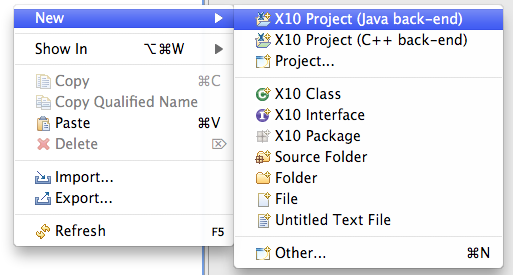 New
Show In ⌥⌘W
Copy ⌘C
Copy Qualified Name
Paste ⌘V
Delete ⌦
Import...
Export...
Refresh F5
X10 Project (Java back-end)
X10 Project (C++ back-end)
Project...
X10 Class
X10 Interface
X10 Package
Source Folder
Folder
File
Untitled Text File
Other... ⌘N